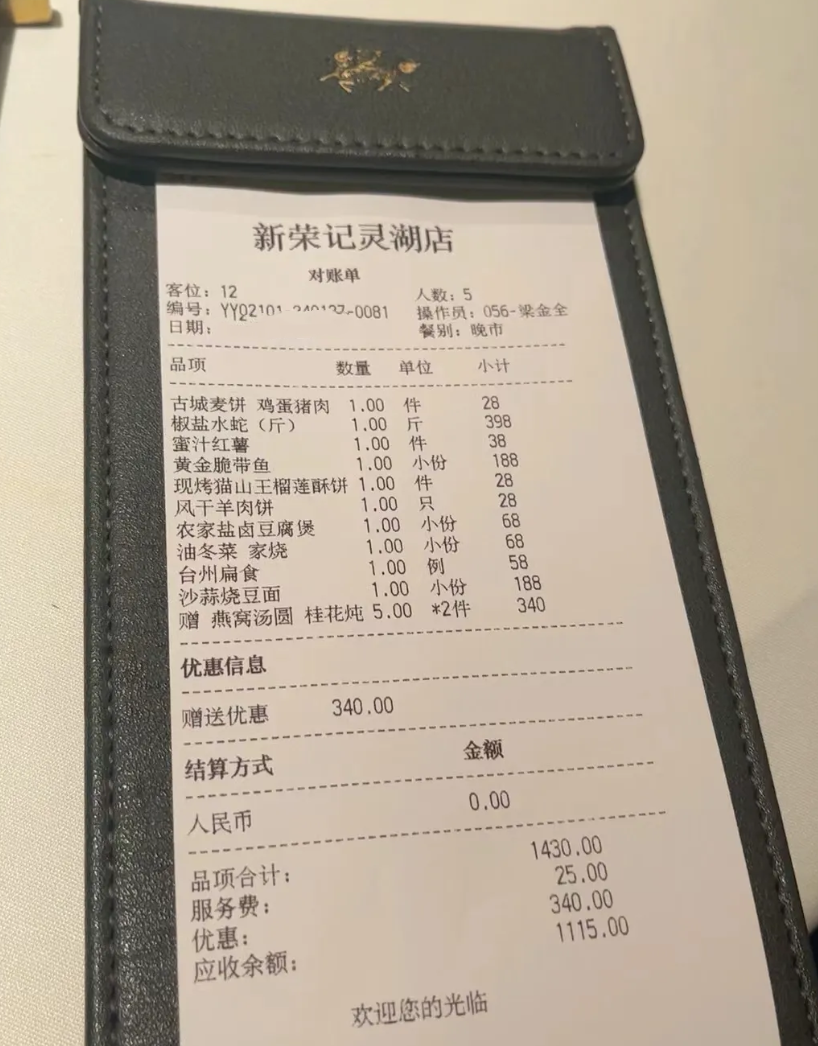 新荣记灵湖店
对账单
客位：12 人数：5
编号：YY02101 -0081 操作员：056-梁金全
日期： 餐别：晚市
品项 数量 单位 小计
古城麦饼 鸡蛋猪肉 1.00 件 28
椒盐水蛇（斤） 1.00 斤 398
蜜汁红薯 1.00 件 38
黄金脆带鱼 1.00 小份 188
现烤猫山王榴莲酥饼 1.00 件 28
风干羊肉饼 1.00 只 28
农家盐卤豆腐煲 1.00 小份 68
油冬菜 家烧 1.00 小份 68
台州扁食 1.00 例 58
沙蒜烧豆面 1.00 小份 188
赠 燕窝汤圆 桂花炖 5.00 *2件 340
优惠信息
赠送优惠 340.00
结算方式 金额
人民币 0.00
品项合计： 1430.00
服务费： 25.00
优惠： 340.00
应收余额： 1115.00
欢迎您的光临